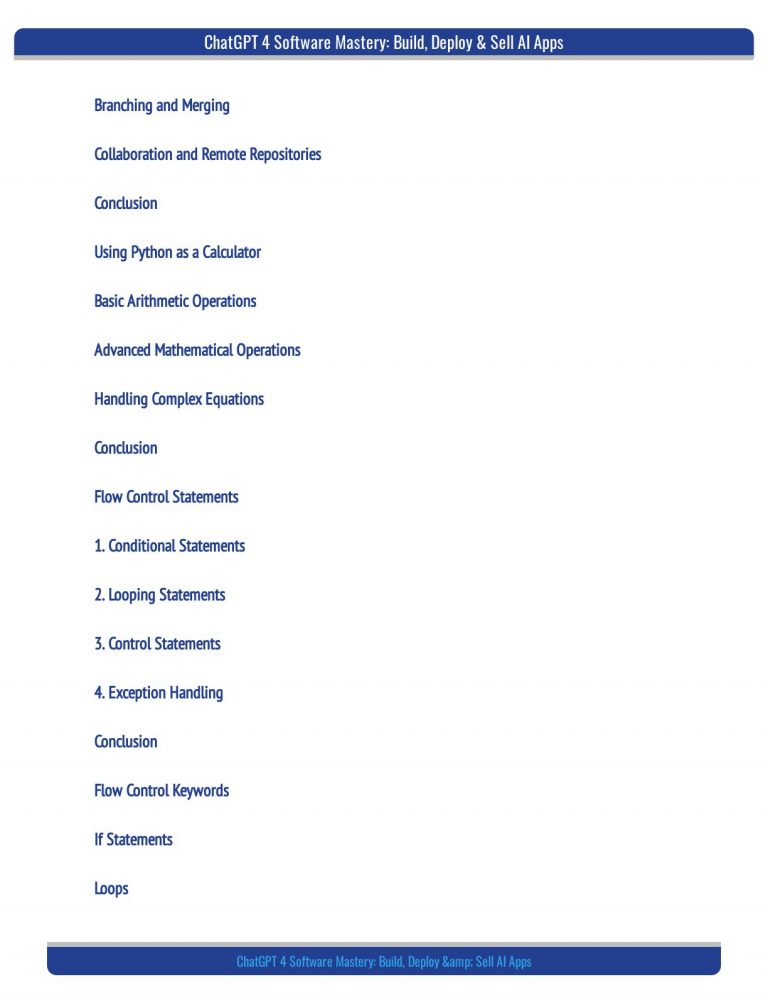 ChatGPT 4 Software Mastery: Build, Deploy & Sell AI Apps
Branching and Merging
Collaboration and Remote Repositories
Conclusion
Using Python as a Calculator
Basic Arithmetic Operations
Advanced Mathematical Operations
Handling Complex Equations
Conclusion
Flow Control Statements
1. Conditional Statements
2. Looping Statements
3. Control Statements
4. Exception Handling
Conclusion
Flow Control Keywords
If Statements
Loops
ChatGPT 4 Software Mastery: Build, Deploy &amp; Sell AI Apps